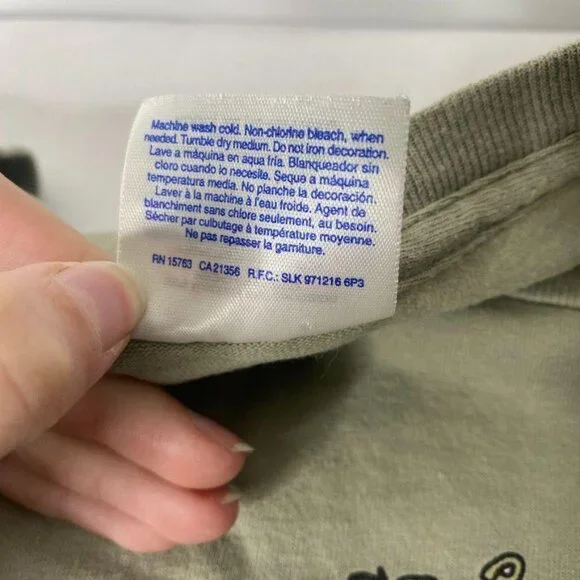 Machine wash cold. Non-chlorine bleach, when
needed. Tumble dry medium. Do not iron decoration.
Lave a máquina en agua fría. Blanqueador sin
cloro cuando lo necesite. Seque a máquina
temperatura media. No planche la decoración.
Laver à la machine à l'eau froide. Agent de
blanchiment sans chlore seulement, au besoin.
Sécher par culbutage à température moyenne.
Ne pas repasser la garniture.
RN 15763 CA 21356 R.F.C.: SLK 971216 6P3